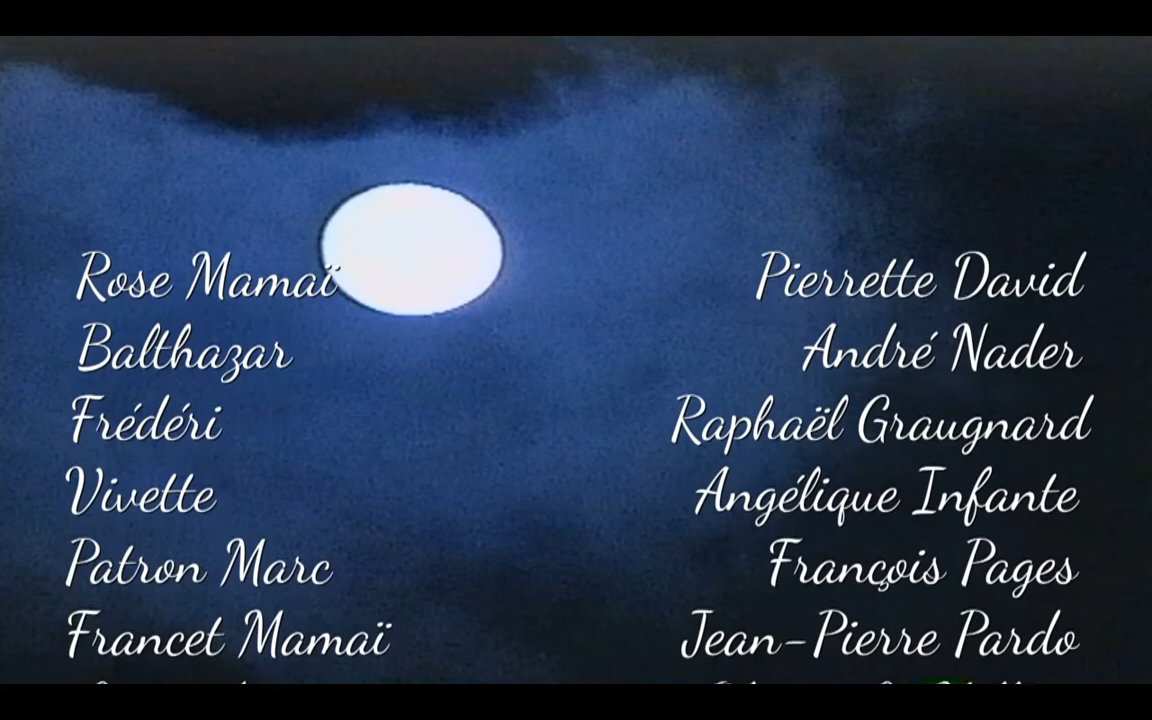 Rose Mamaï Pierrette David
Balthazar André Nader
Frédéri Raphaël Graugnard
Vivette Angélique Infante
Patron Marc François Pages
Francet Mamaï Jean-Pierre Pardo